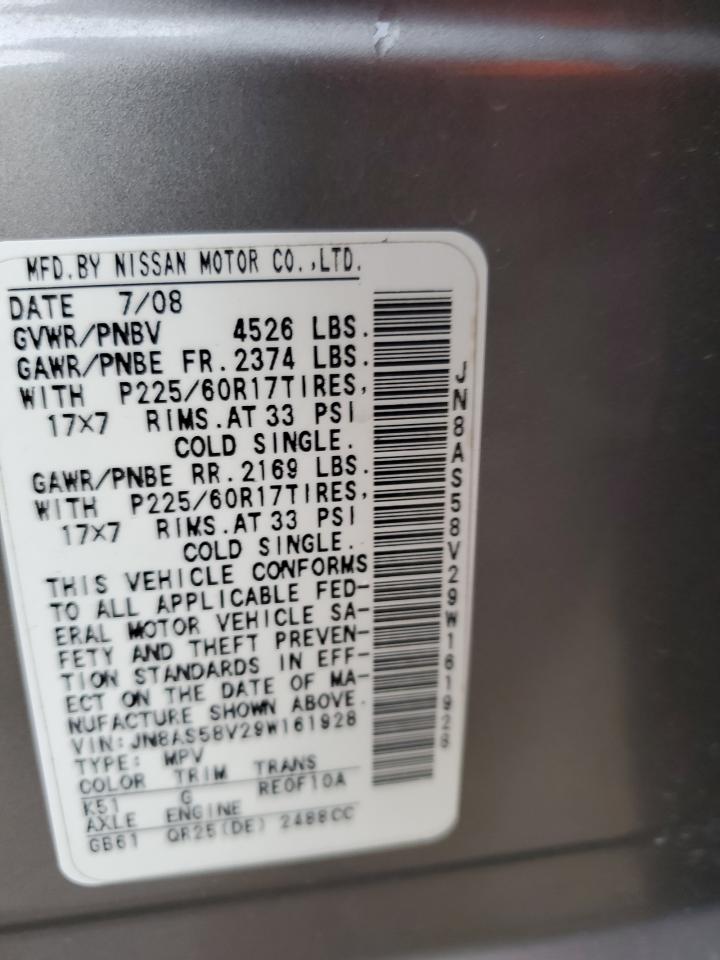 MFD.BY NISSAN MOTOR CO.,LTD.
DATE 7/08
GVWR/PNBV 4526 LBS.
GAWR/PNBE FR.2374 LBS.
WITH P225/60R17TIRES,
17X7 RIMS.AT 33 PSI
COLD SINGLE.
GAWR/PNBE RR.2169 LBS.
WITH P225/60R17TIRES,
17X7 RIMS.AT 33 PSI
COLD SINGLE.
THIS VEHICLE CONFORMS
TO ALL APPLICABLE FED-
ERAL MOTOR VEHICLE SA-
FETY AND THEFT PREVEN-
TION STANDARDS IN EFF-
ECT ON THE DATE OF MA-
NUFACTURE SHOWN ABOVE.
VIN:JN8AS58V29W161928
TYPE: MPV
COLOR TRIM TRANS
K51 G RE0F10A
AXLE ENGINE
GB61 QR25(DE) 2488CC
JN8AS58V29W161928